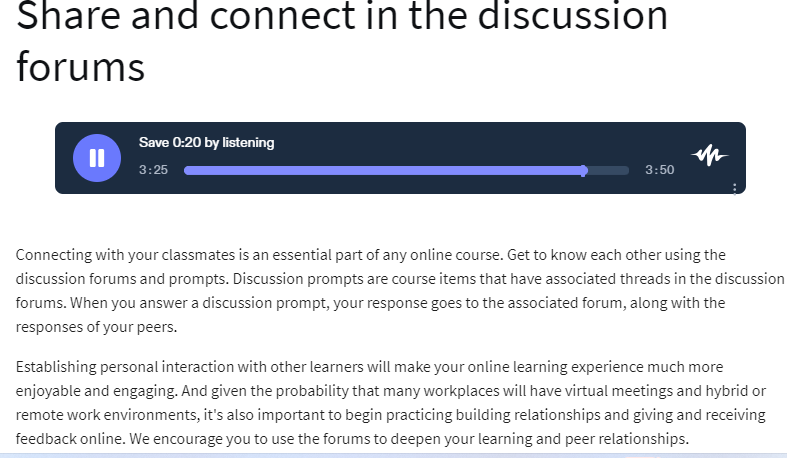 Share and connect in the discussion
forums
Save 0:20 by listening
3:25
3:50
Connecting with your classmates is an essential part of any online course. Get to know each other using the
discussion forums and prompts. Discussion prompts are course items that have associated threads in the discussion
forums. When you answer a discussion prompt, your response goes to the associated forum, along with the
responses of your peers.
Establishing personal interaction with other learners will make your online learning experience much more
enjoyable and engaging. And given the probability that many workplaces will have virtual meetings and hybrid or
remote work environments, it's also important to begin practicing building relationships and giving and receiving
feedback online. We encourage you to use the forums to deepen your learning and peer relationships.